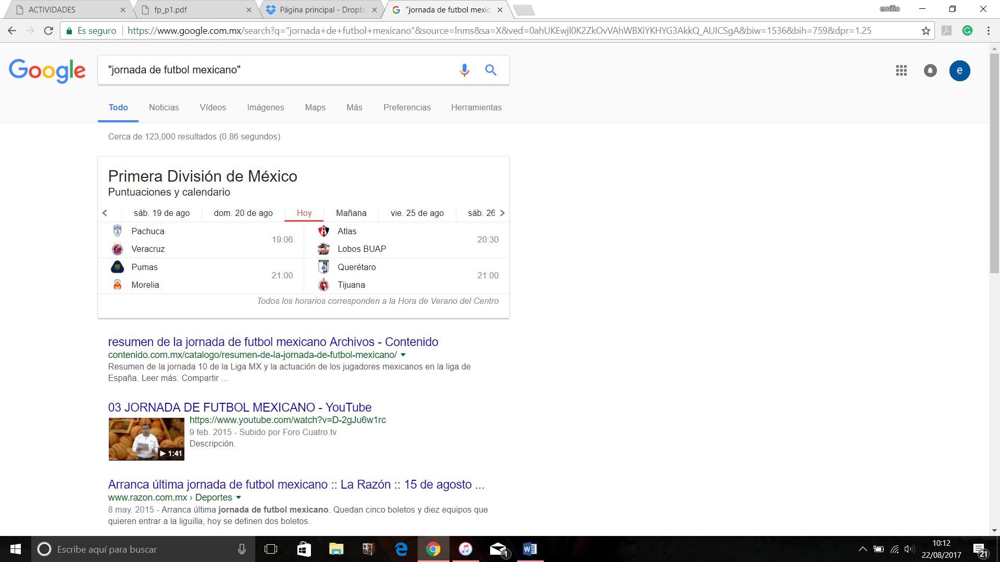 ACTIVIDADES
fp_p1.pdf
Página principal - Dropb
"jornada de futbol mexic
emilio
Es seguro
https://www.google.com.mx/search?q="jornada+de+futbol+mexicano"&source=lnms&sa=X&ved=0ahUKEwjl0K2ZkOvVAhWBXiYKHYG3AkkQ_AUICSgA&biw=1536&bih=759&dpr=1.25
Google
"jornada de futbol mexicano"
e
Todo Noticias Vídeos Imágenes Maps Más Preferencias Herramientas
Cerca de 123,000 resultados (0.86 segundos)
Primera División de México
Puntuaciones y calendario
sáb. 19 de ago dom. 20 de ago Hoy Mañana vie. 25 de ago sáb. 26
Pachuca
19:06
Veracruz
Atlas
20:30
Lobos BUAP
Pumas
21:00
Morelia
Querétaro
21:00
Tijuana
Todos los horarios corresponden a la Hora de Verano del Centro
resumen de la jornada de futbol mexicano Archivos - Contenido
contenido.com.mx/catalogo/resumen-de-la-jornada-de-futbol-mexicano/
Resumen de la jornada 10 de la Liga MX y la actuación de los jugadores mexicanos en la liga de
España. Leer más. Compartir ...
03 JORNADA DE FUTBOL MEXICANO - YouTube
https://www.youtube.com/watch?v=D-2gJu6w1rc
9 feb. 2015 - Subido por Foro Cuatro.tv
Descripción.
1:41
Arranca última jornada de futbol mexicano :: La Razón :: 15 de agosto ...
www.razon.com.mx › Deportes
8 may. 2015 - Arranca última jornada de futbol mexicano. Quedan cinco boletos y diez equipos que
quieren entrar a la liguilla, hoy se definen dos boletos.
Escribe aquí para buscar
1
10:12
22/08/2017
21